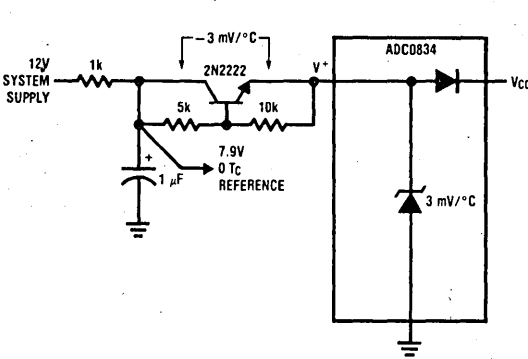 -3 mV/°C
ADC0834
12V
SYSTEM
SUPPLY
1k
2N2222
V+
VCC
5k
10k
7.9V
0 TC
REFERENCE
+
1 μF
3 mV/°C